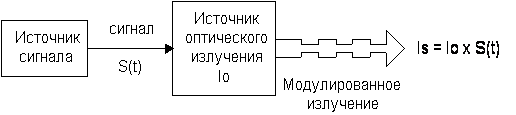 Источник
сигнала
сигнал
S(t)
Источник
оптического
излучения
Io
Модулированное
излучение
Is = Io x S(t)